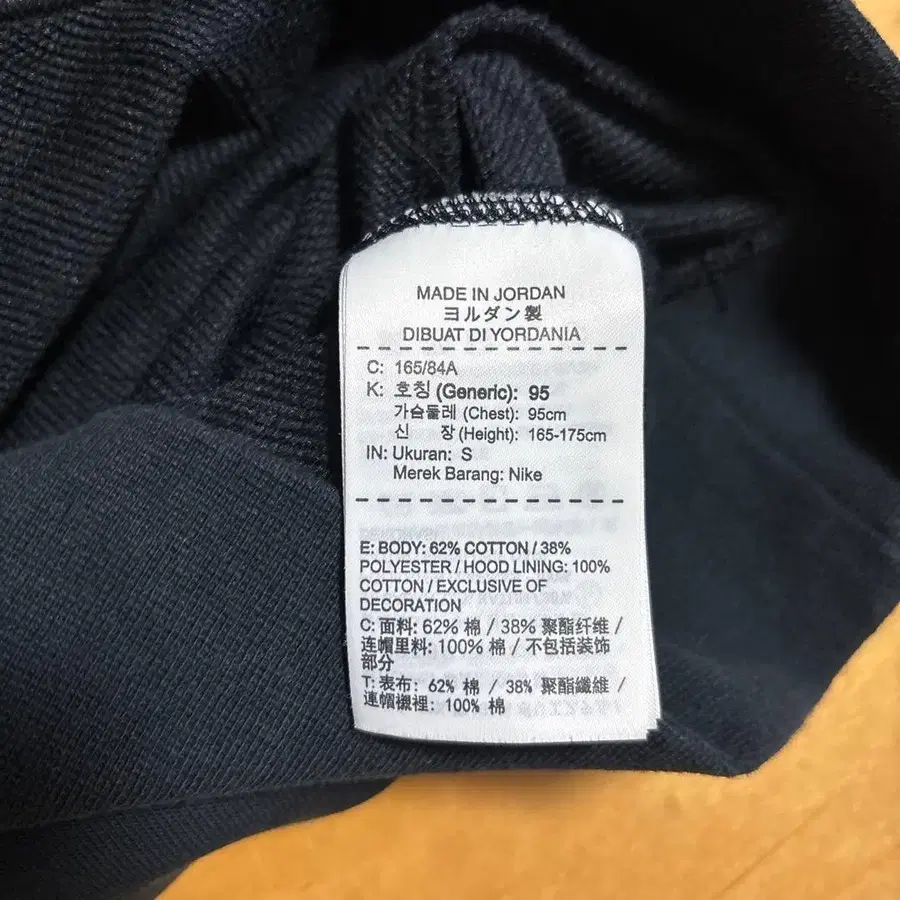 MADE IN JORDAN
ヨルダン製
DIBUAT DI YORDANIA
C: 165/84A
K: 호칭 (Generic): 95
가슴둘레 (Chest): 95cm
신 장 (Height): 165-175cm
IN: Ukuran: S
Merek Barang: Nike
E: BODY: 62% COTTON / 38%
POLYESTER / HOOD LINING: 100%
COTTON / EXCLUSIVE OF
DECORATION
C: 面料: 62% 棉 / 38% 聚酯纤维 /
连帽里料: 100% 棉 / 不包括装饰
部分
T: 表布: 62% 棉 / 38% 聚酯纖維 /
連帽襯裡: 100% 棉